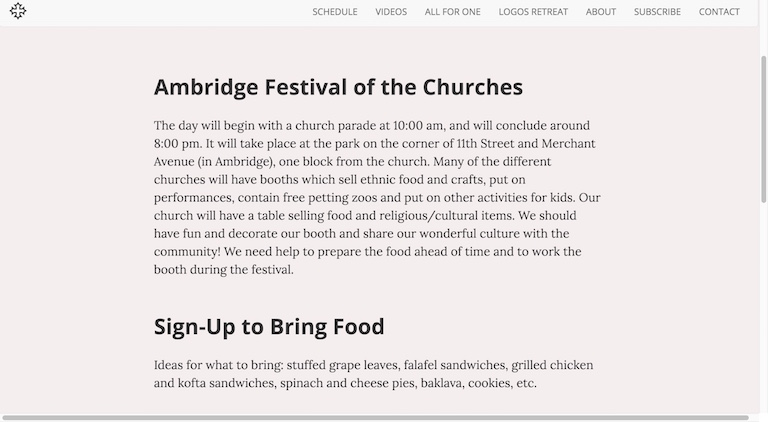 SCHEDULE VIDEOS ALL FOR ONE LOGOS RETREAT ABOUT SUBSCRIBE CONTACT
Ambridge Festival of the Churches
The day will begin with a church parade at 10:00 am, and will conclude around
8:00 pm. It will take place at the park on the corner of 11th Street and Merchant
Avenue (in Ambridge), one block from the church. Many of the different
churches will have booths which sell ethnic food and crafts, put on
performances, contain free petting zoos and put on other activities for kids. Our
church will have a table selling food and religious/cultural items. We should
have fun and decorate our booth and share our wonderful culture with the
community! We need help to prepare the food ahead of time and to work the
booth during the festival.
Sign-Up to Bring Food
Ideas for what to bring: stuffed grape leaves, falafel sandwiches, grilled chicken
and kofta sandwiches, spinach and cheese pies, baklava, cookies, etc.